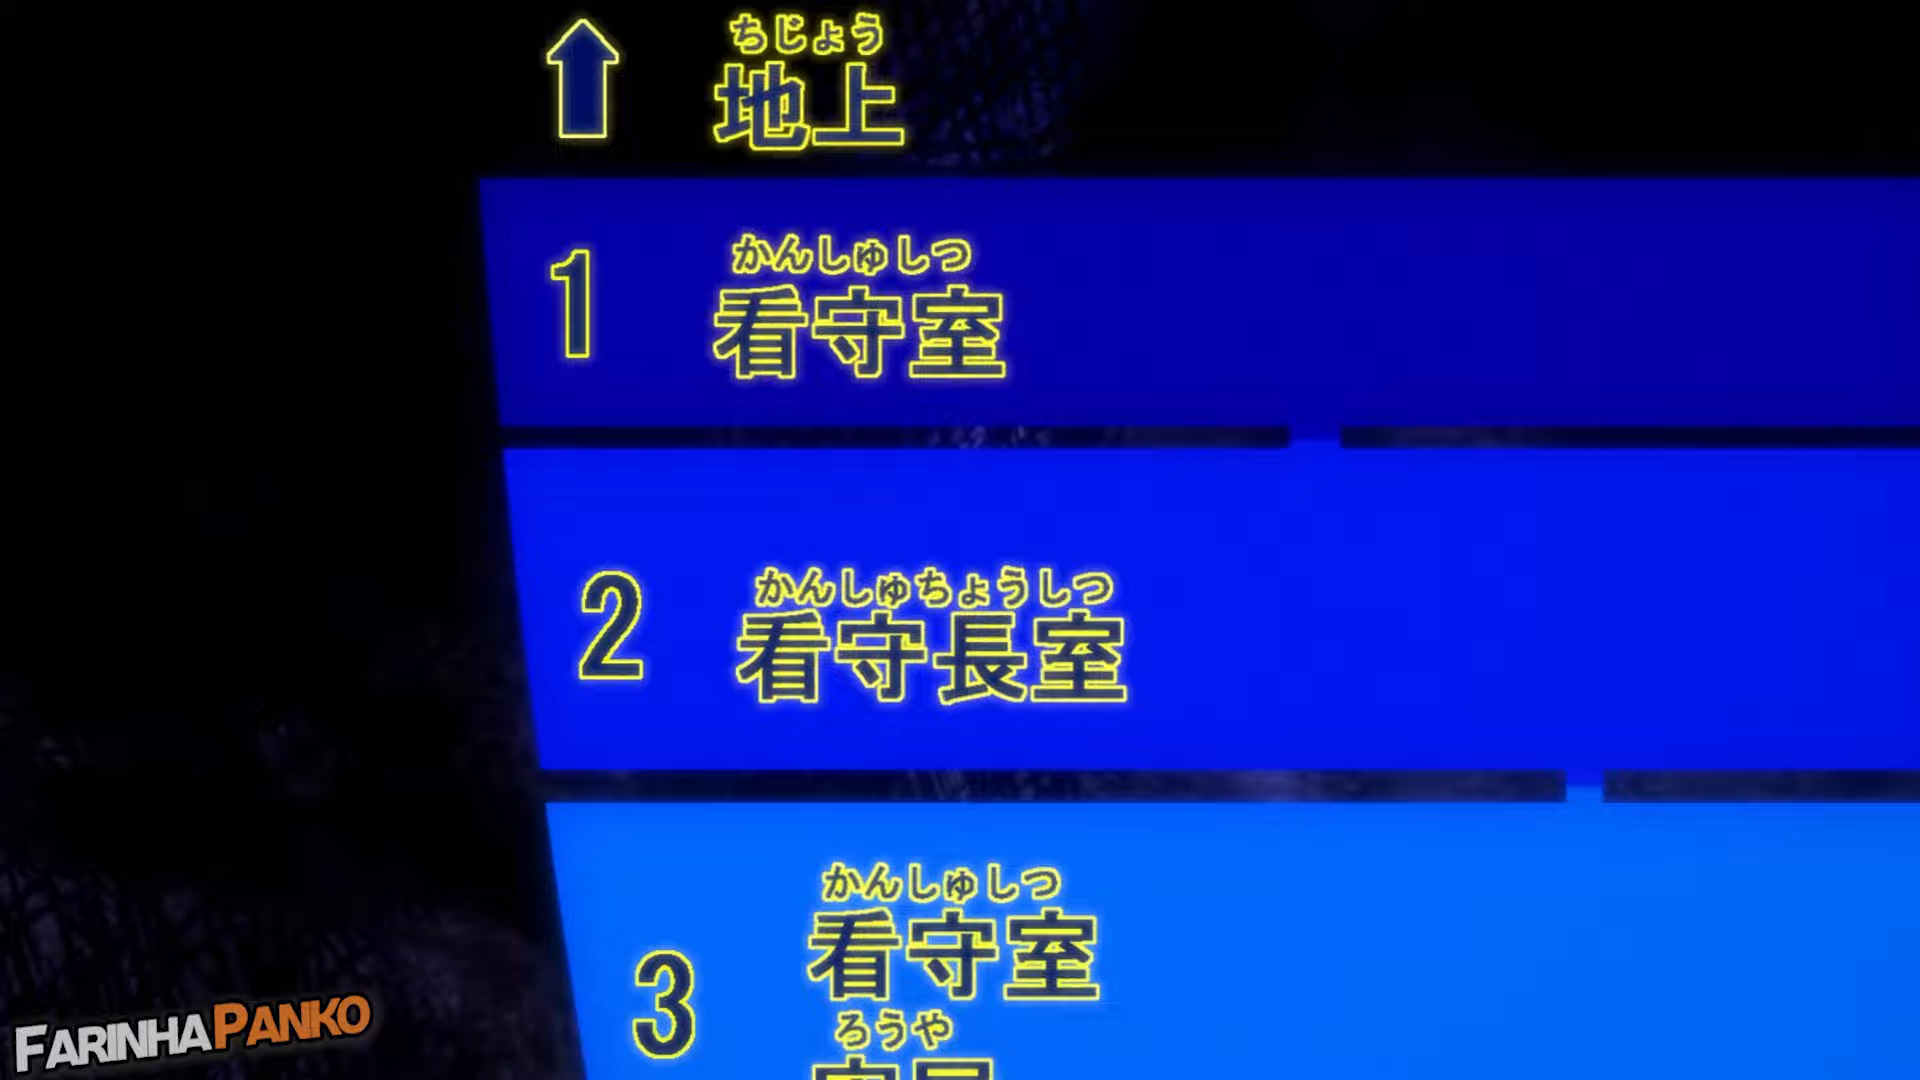 ちじょう
地上
かんしゅしつ
1 看守室
かんしゅちょうしつ
2 看守長室
かんしゅしつ
3 看守室
ろうや
FARINHAPANKO